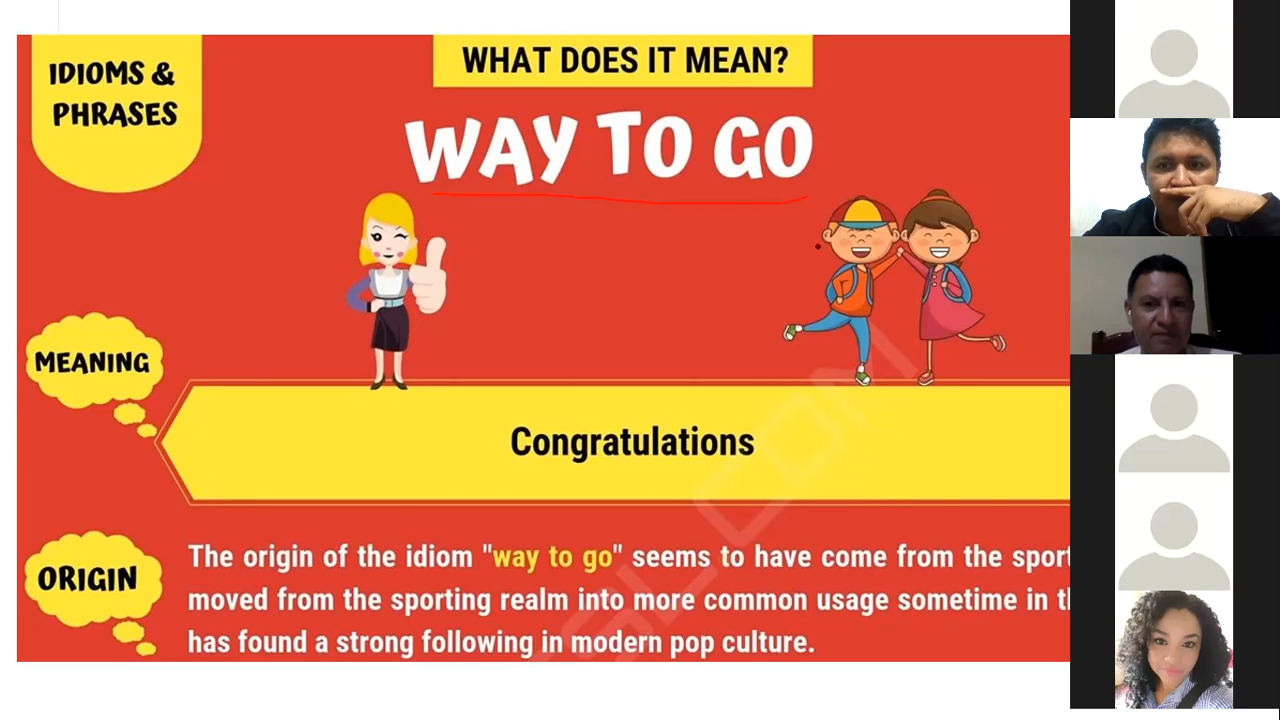 IDIOMS &
PHRASES
WHAT DOES IT MEAN?
WAY TO GO
MEANING
Congratulations
ORIGIN
The origin of the idiom "way to go" seems to have come from the sport
moved from the sporting realm into more common usage sometime in
has found a strong following in modern pop culture.